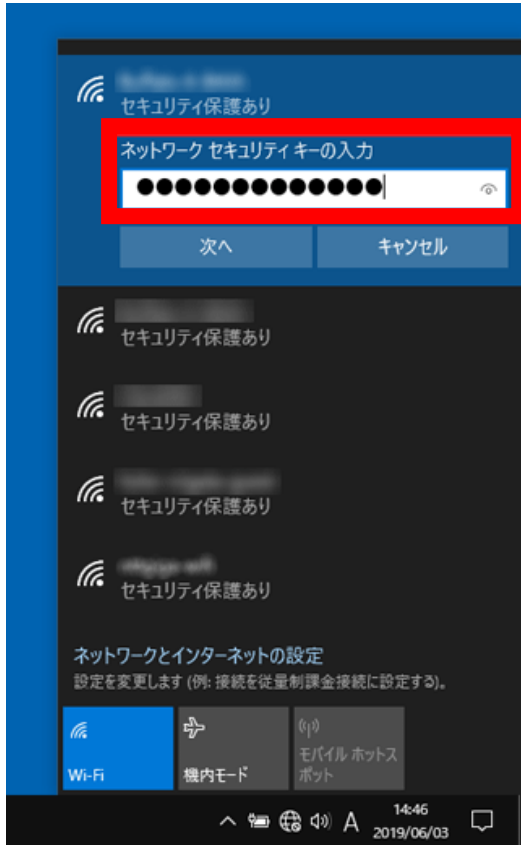 セキュリティ保護あり
ネットワーク セキュリティ キーの入力
●●●●●●●●●●●●●
次へ キャンセル
セキュリティ保護あり
セキュリティ保護あり
セキュリティ保護あり
セキュリティ保護あり
ネットワークとインターネットの設定
設定を変更します (例: 接続を従量制課金接続に設定する)。
Wi-Fi 機内モード モバイル ホットス
ポット
A 14:46
2019/06/03